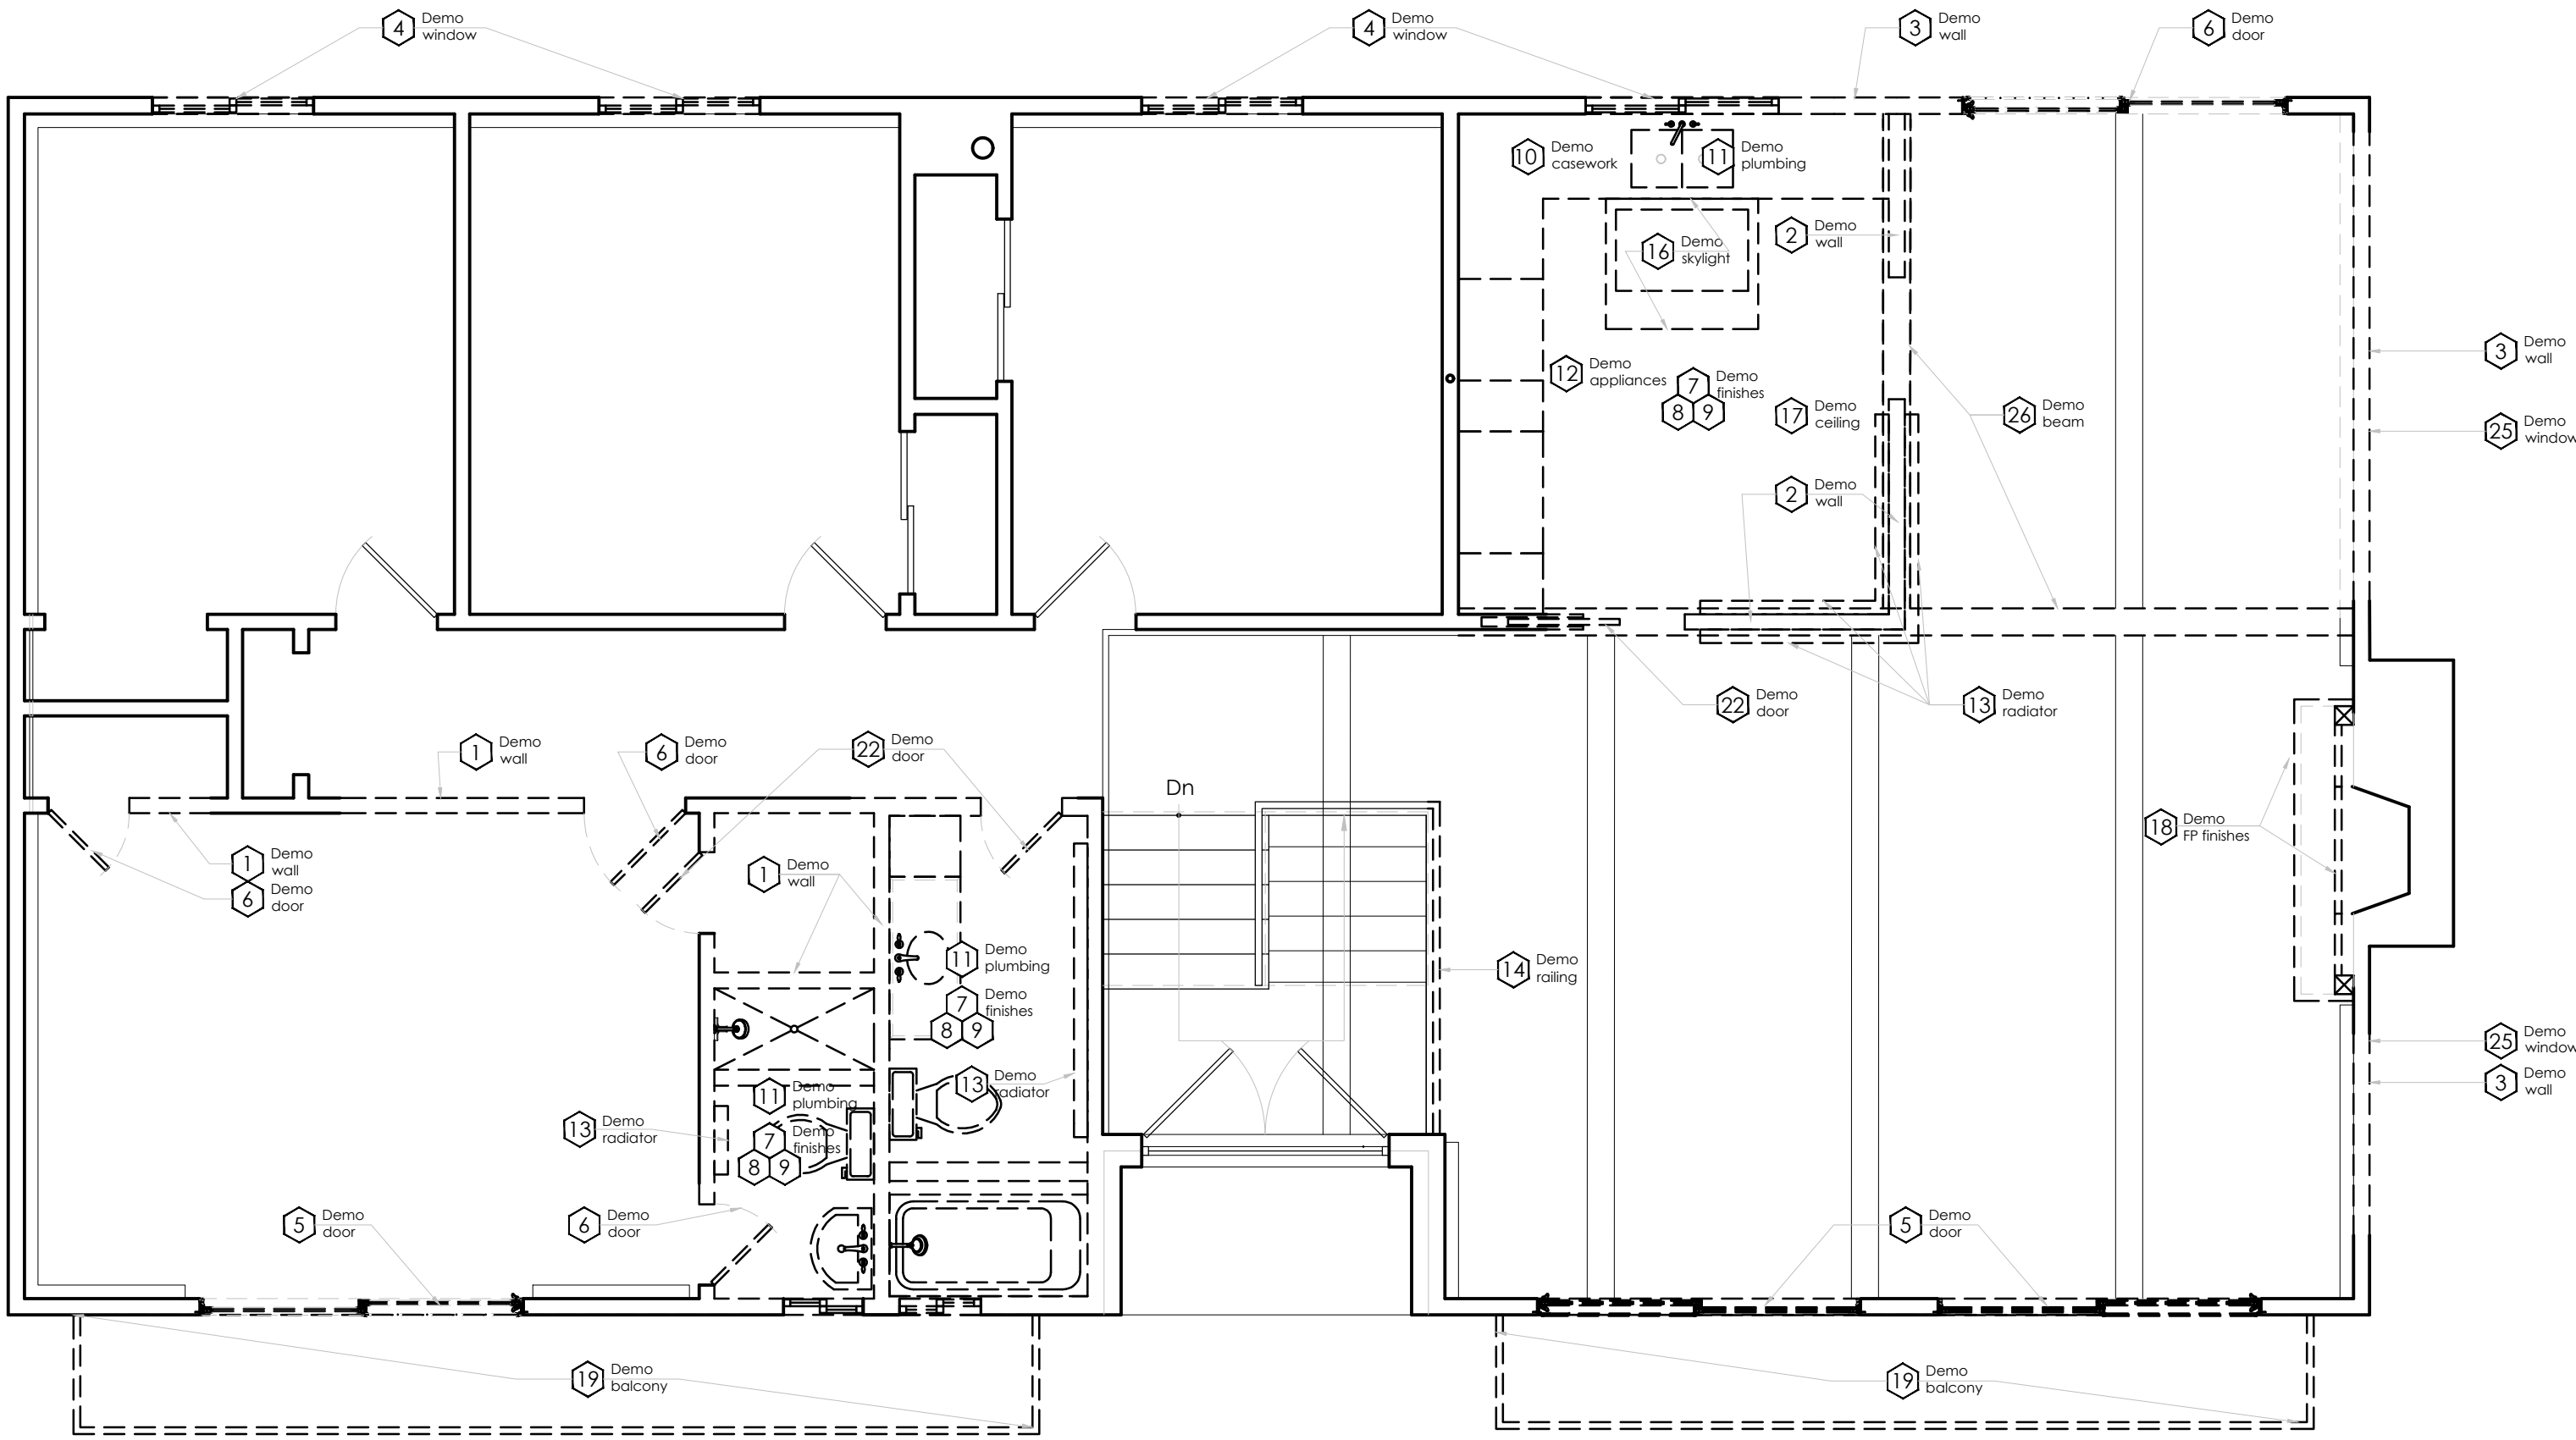 4 Demo
window
4 Demo
window
3 Demo
wall
6 Demo
door
10 Demo
casework
11 Demo
plumbing
16 Demo
skylight
2 Demo
wall
3 Demo
wall
12 Demo
appliances
7 Demo
finishes
8 9
17 Demo
ceiling
26 Demo
beam
25 Demo
window
2 Demo
wall
22 Demo
door
13 Demo
radiator
1 Demo
wall
6 Demo
door
22 Demo
door
Dn
18 Demo
FP finishes
1 Demo
wall
6 Demo
door
1 Demo
wall
11 Demo
plumbing
7 Demo
finishes
8 9
14 Demo
railing
13 Demo
radiator
11 Demo
plumbing
13 Demo
radiator
7 Demo
finishes
8 9
25 Demo
window
3 Demo
wall
5 Demo
door
6 Demo
door
5 Demo
door
19 Demo
balcony
19 Demo
balcony